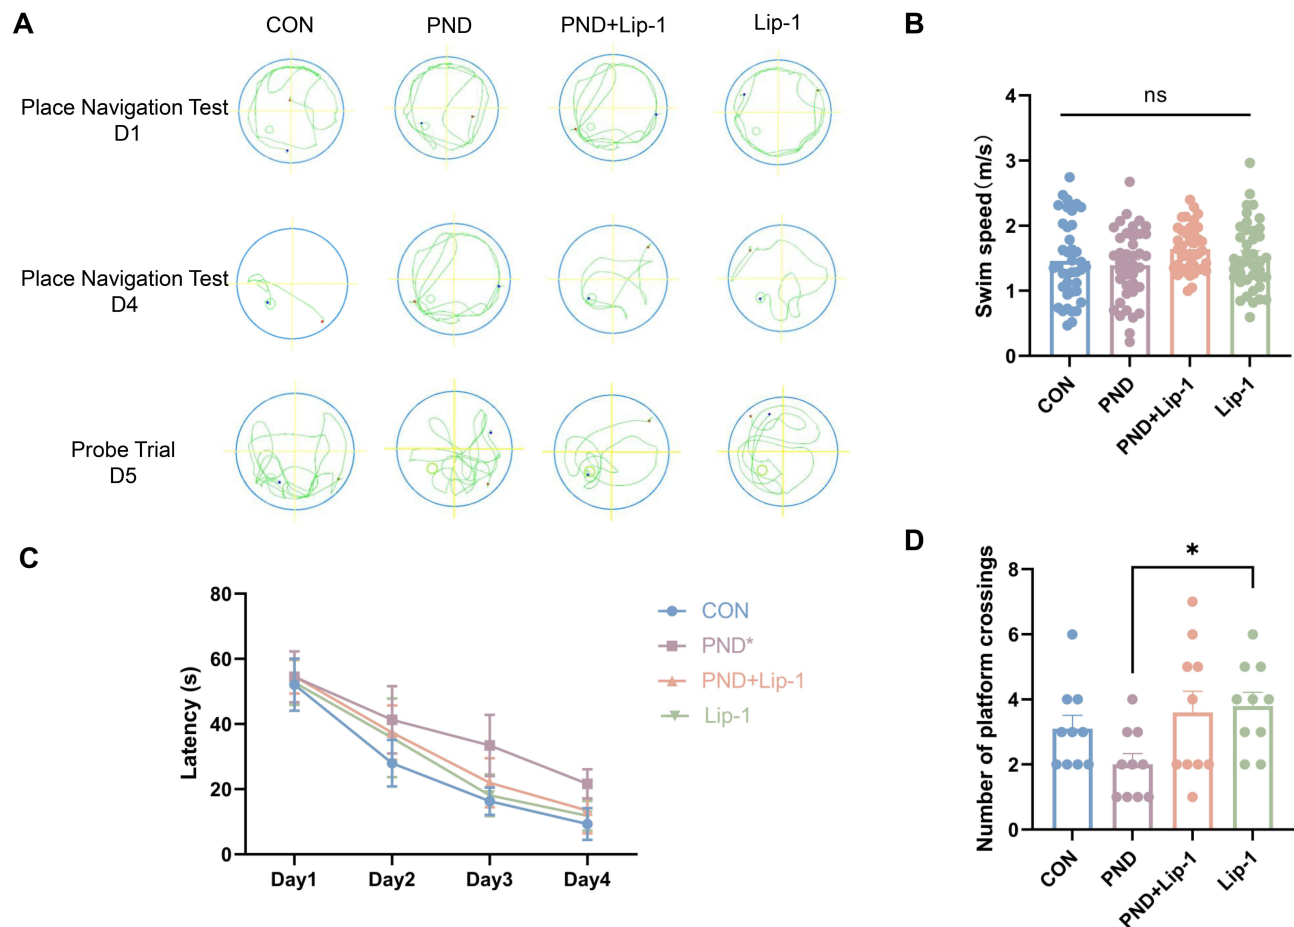 A
CON
PND
PND+Lip-1
Lip-1
Place Navigation Test
D1
Place Navigation Test
D4
Probe Trial
D5
B
ns
Swim speed(m/s)
4
3
2
1
0
CON
PND
PND+Lip-1
Lip-1
C
Latency (s)
80
60
40
20
0
Day1
Day2
Day3
Day4
CON
PND*
PND+Lip-1
Lip-1
D
*
Number of platform crossings
8
6
4
2
0
CON
PND
PND+Lip-1
Lip-1